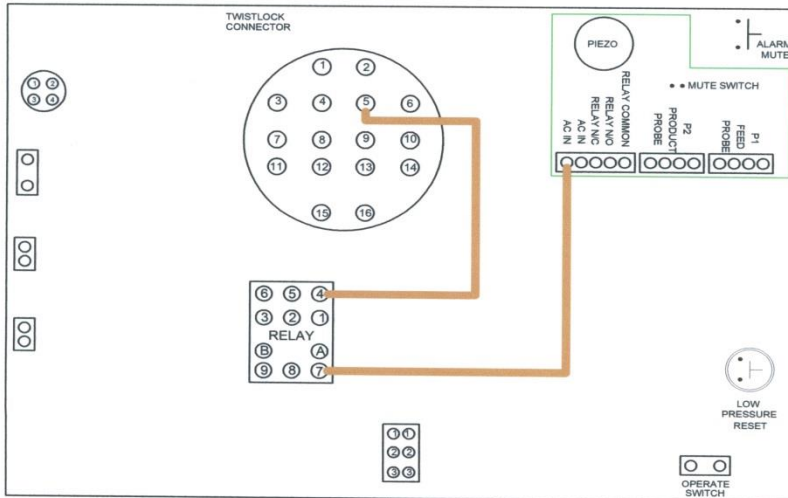 TWISTLOCK
CONNECTOR
1 2
3 4 5 6
7 8 9 10
11 12 13 14
15 16
1 2
3 4
PIEZO
ALARM
MUTE
MUTE SWITCH
RELAY COMMON
RELAY N/O
RELAY N/C
AC IN
AC IN
P2
PRODUCT
PROBE
P1
FEED
PROBE
6 5 4
3 2 1
RELAY
B A
9 8 7
1 1
2 2
3 3
LOW
PRESSURE
RESET
OPERATE
SWITCH